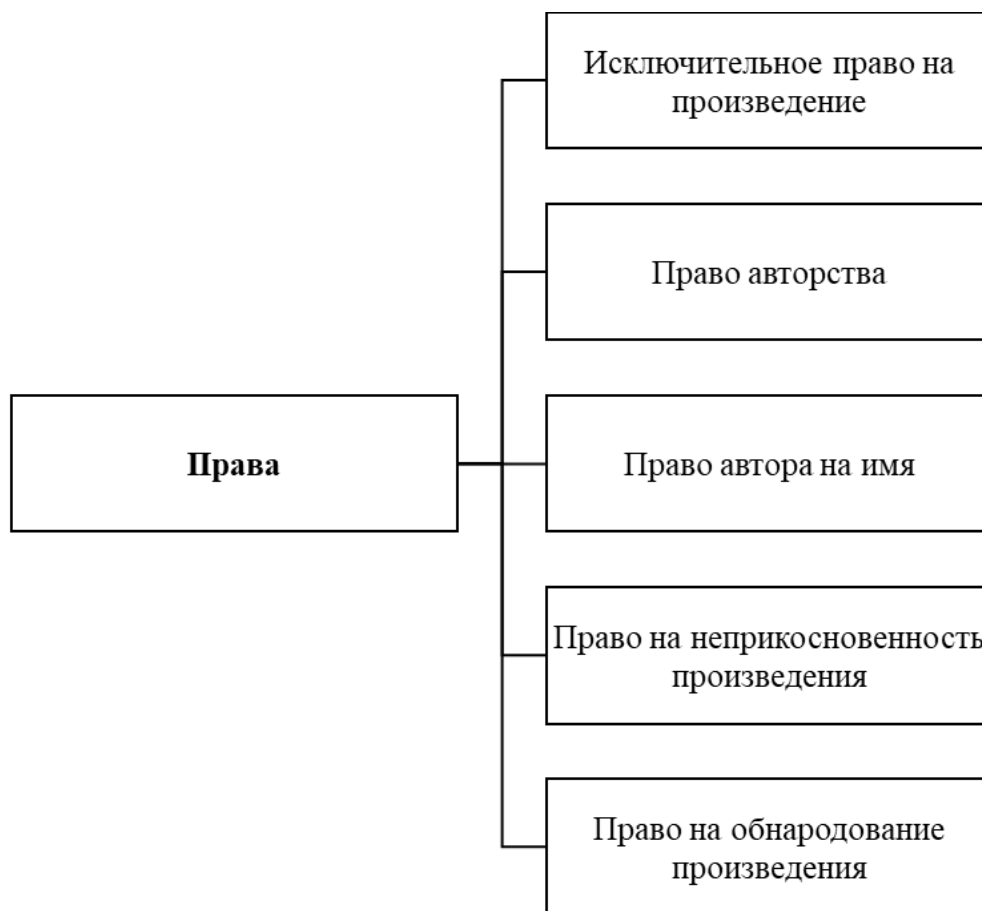 Исключительное право на
произведение
Право авторства
Права
Право автора на имя
Право на неприкосновенность
произведения
Право на обнародование
произведения